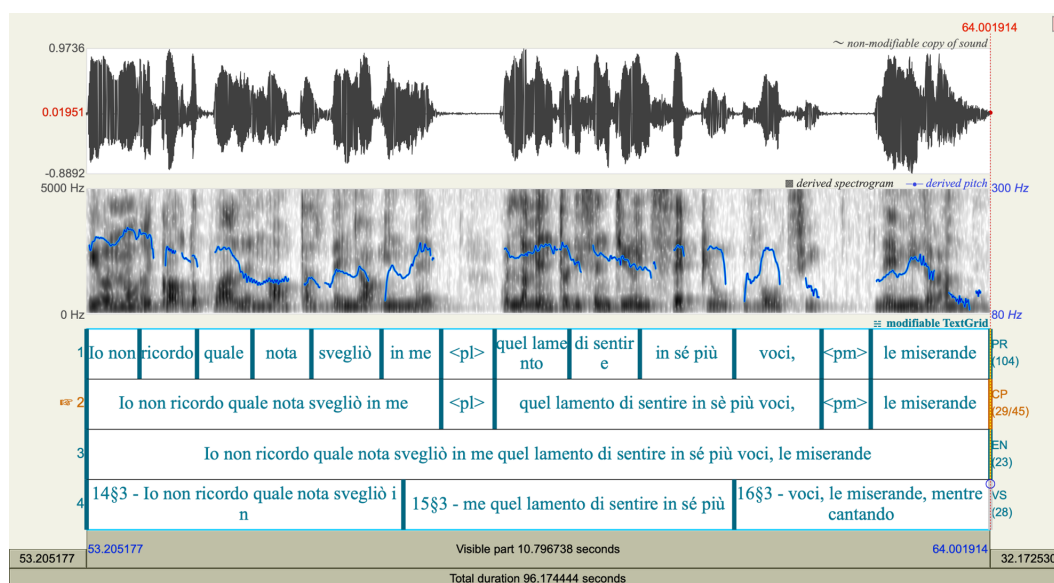 64.001914
~ non-modifiable copy of sound
0.9736
0.01951
-0.8892
5000 Hz
derived spectrogram
derived pitch
300 Hz
0 Hz
80 Hz
modifiable TextGrid
1 Io non ricordo quale nota svegliò in me <pl> quel lame
nto di sentir
e in sé più voci, <pm> le miserande PR
(104)
2 Io non ricordo quale nota svegliò in me <pl> quel lamento di sentire in sè più voci, <pm> le miserande CP
(29/45)
3 Io non ricordo quale nota svegliò in me quel lamento di sentire in sé più voci, le miserande EN
(23)
4 14§3 - Io non ricordo quale nota svegliò i
n 15§3 - me quel lamento di sentire in sé più 16§3 - voci, le miserande, mentre
cantando VS
(28)
53.205177 Visible part 10.796738 seconds 64.001914
53.205177 32.172530
Total duration 96.174444 seconds